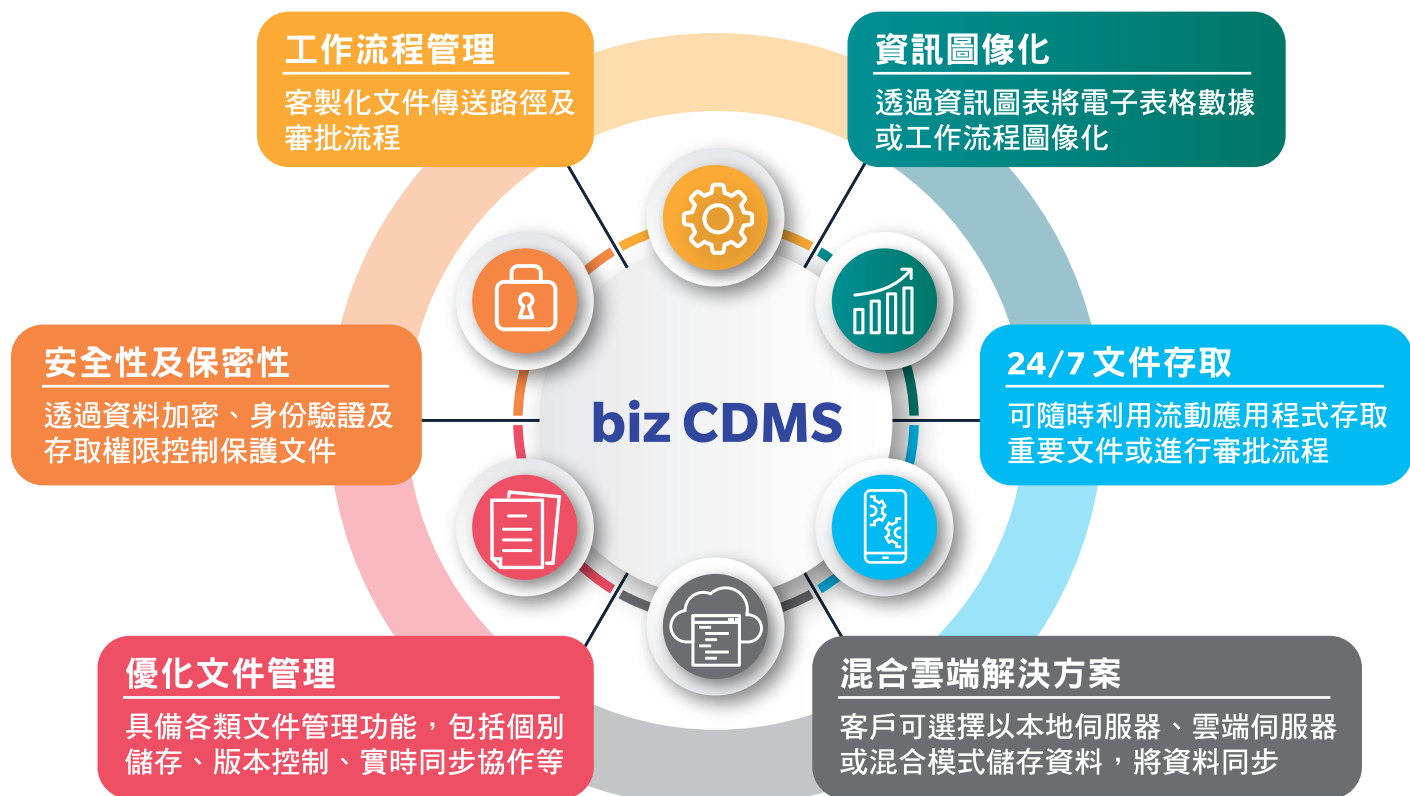 工作流程管理
客製化文件傳送路徑及
審批流程
資訊圖像化
透過資訊圖表將電子表格數據
或工作流程圖像化
安全性及保密性
透過資料加密、身份驗證及
存取權限控制保護文件
biz CDMS
24/7 文件存取
可隨時利用流動應用程式存取
重要文件或進行審批流程
優化文件管理
具備各類文件管理功能，包括個別
儲存、版本控制、實時同步協作等
混合雲端解決方案
客戶可選擇以本地伺服器、雲端伺服器
或混合模式儲存資料，將資料同步